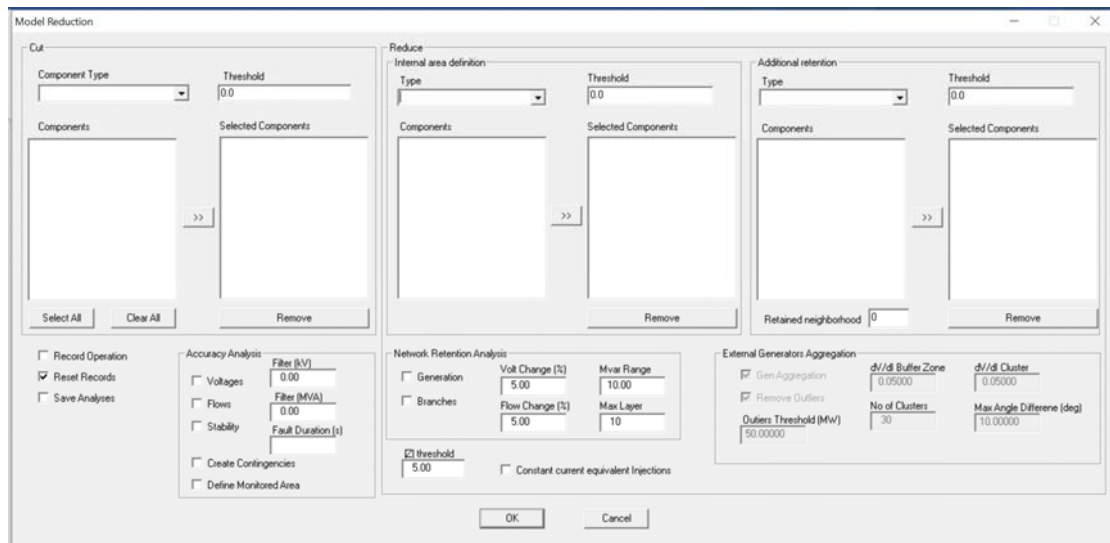 Model Reduction
Cut
Component Type
Threshold
0.0
Components
Selected Components
>>
Select All
Clear All
Remove
Reduce
Internal area definition
Type
Threshold
0.0
Components
Selected Components
>>
Remove
Additional retention
Type
Threshold
0.0
Components
Selected Components
>>
Retained neighborhood
0
Remove
Record Operation
Reset Records
Save Analyses
Accuracy Analysis
Voltages
Filter (kV)
0.00
Flows
Filter (MVA)
0.00
Stability
Fault Duration (s)
Create Contingencies
Define Monitored Area
Network Retention Analysis
Generation
Branches
Volt Change (%)
5.00
Mvar Range
10.00
Flow Change (%)
5.00
Max Layer
10
threshold
5.00
Constant current equivalent Injections
External Generators Aggregation
Gen Aggregation
Remove Outliers
dV/dI Buffer Zone
0.05000
dV/dI Cluster
0.05000
Outiers Threshold (MW)
50.00000
No of Clusters
30
Max Angle Differene (deg)
10.00000
OK
Cancel